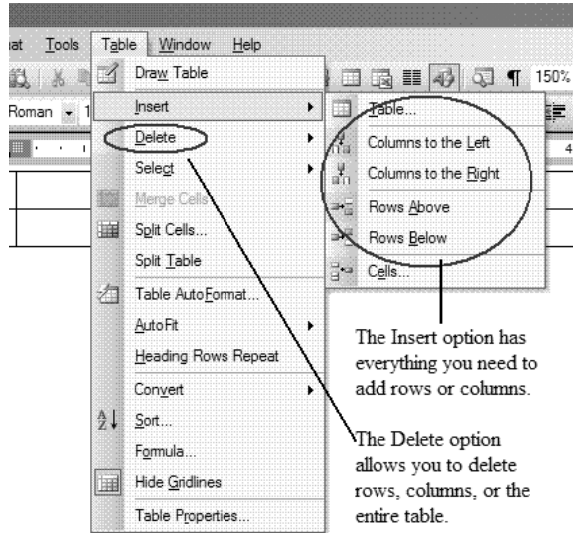 at Tools Table Window Help
Draw Table
150%
Roman 1
Insert
Table...
Delete
Columns to the Left
4
Select
Columns to the Right
Merge Cells
Rows Above
Split Cells...
Rows Below
Split Table
Cells...
Table AutoFormat...
AutoFit
Heading Rows Repeat
Convert
Sort...
Formula...
Hide Gridlines
Table Properties...
The Insert option has
everything you need to
add rows or columns.
The Delete option
allows you to delete
rows, columns, or the
entire table.